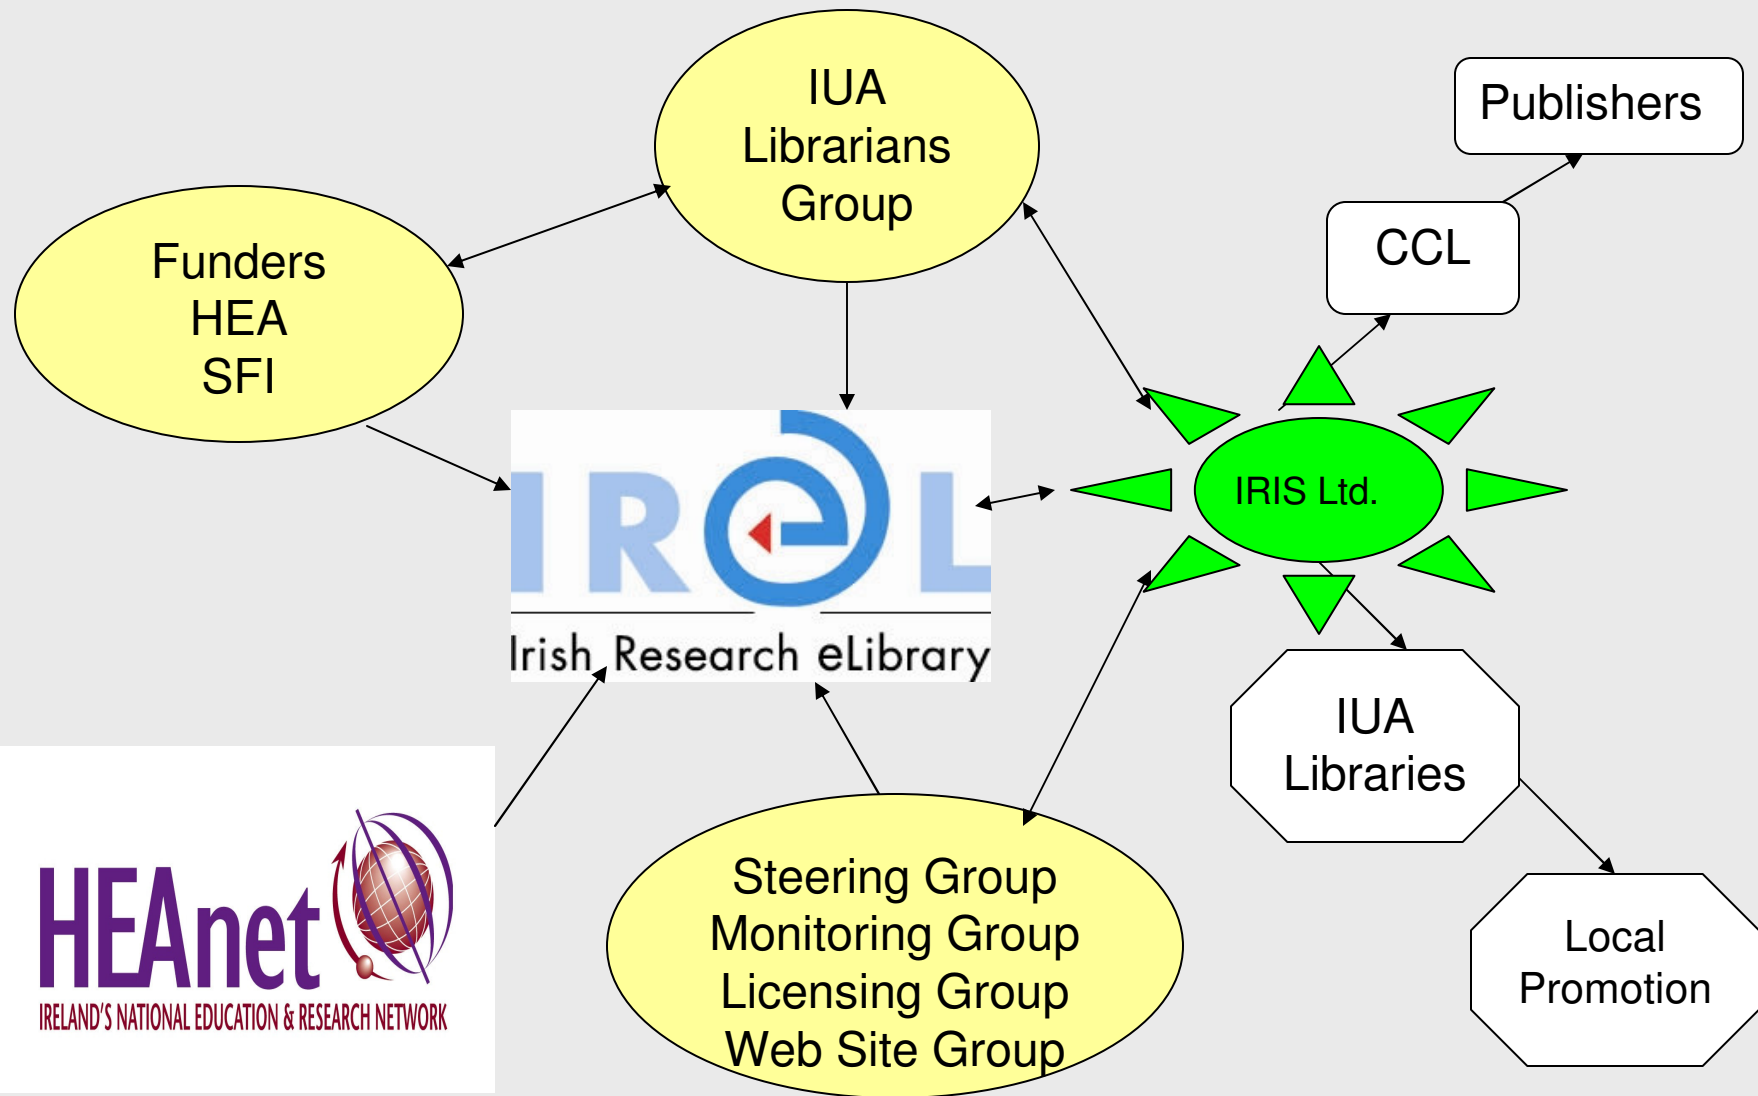 IUA
Librarians
Group
Publishers
CCL
Funders
HEA
SFI
IReL
Irish Research eLibrary
IRIS Ltd.
IUA
Libraries
HEAnet
IRELAND'S NATIONAL EDUCATION & RESEARCH NETWORK
Steering Group
Monitoring Group
Licensing Group
Web Site Group
Local
Promotion